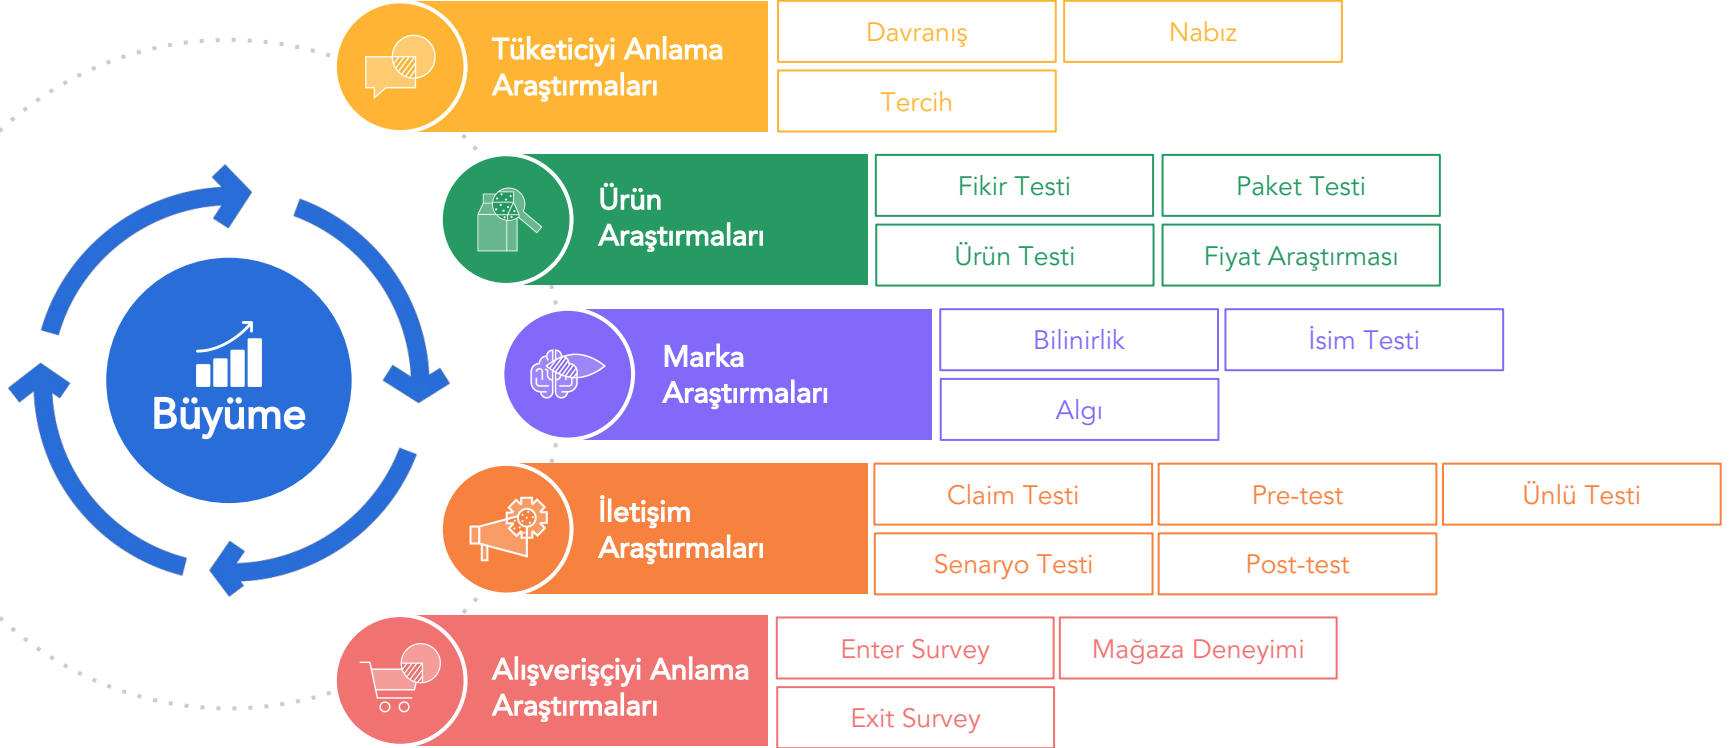 Büyüme
Tüketiciyi Anlama
Araştırmaları
Davranış
Nabız
Tercih
Ürün
Araştırmaları
Fikir Testi
Paket Testi
Ürün Testi
Fiyat Araştırması
Marka
Araştırmaları
Bilinirlik
İsim Testi
Algı
İletişim
Araştırmaları
Claim Testi
Pre-test
Ünlü Testi
Senaryo Testi
Post-test
Alışverişçiyi Anlama
Araştırmaları
Enter Survey
Mağaza Deneyimi
Exit Survey